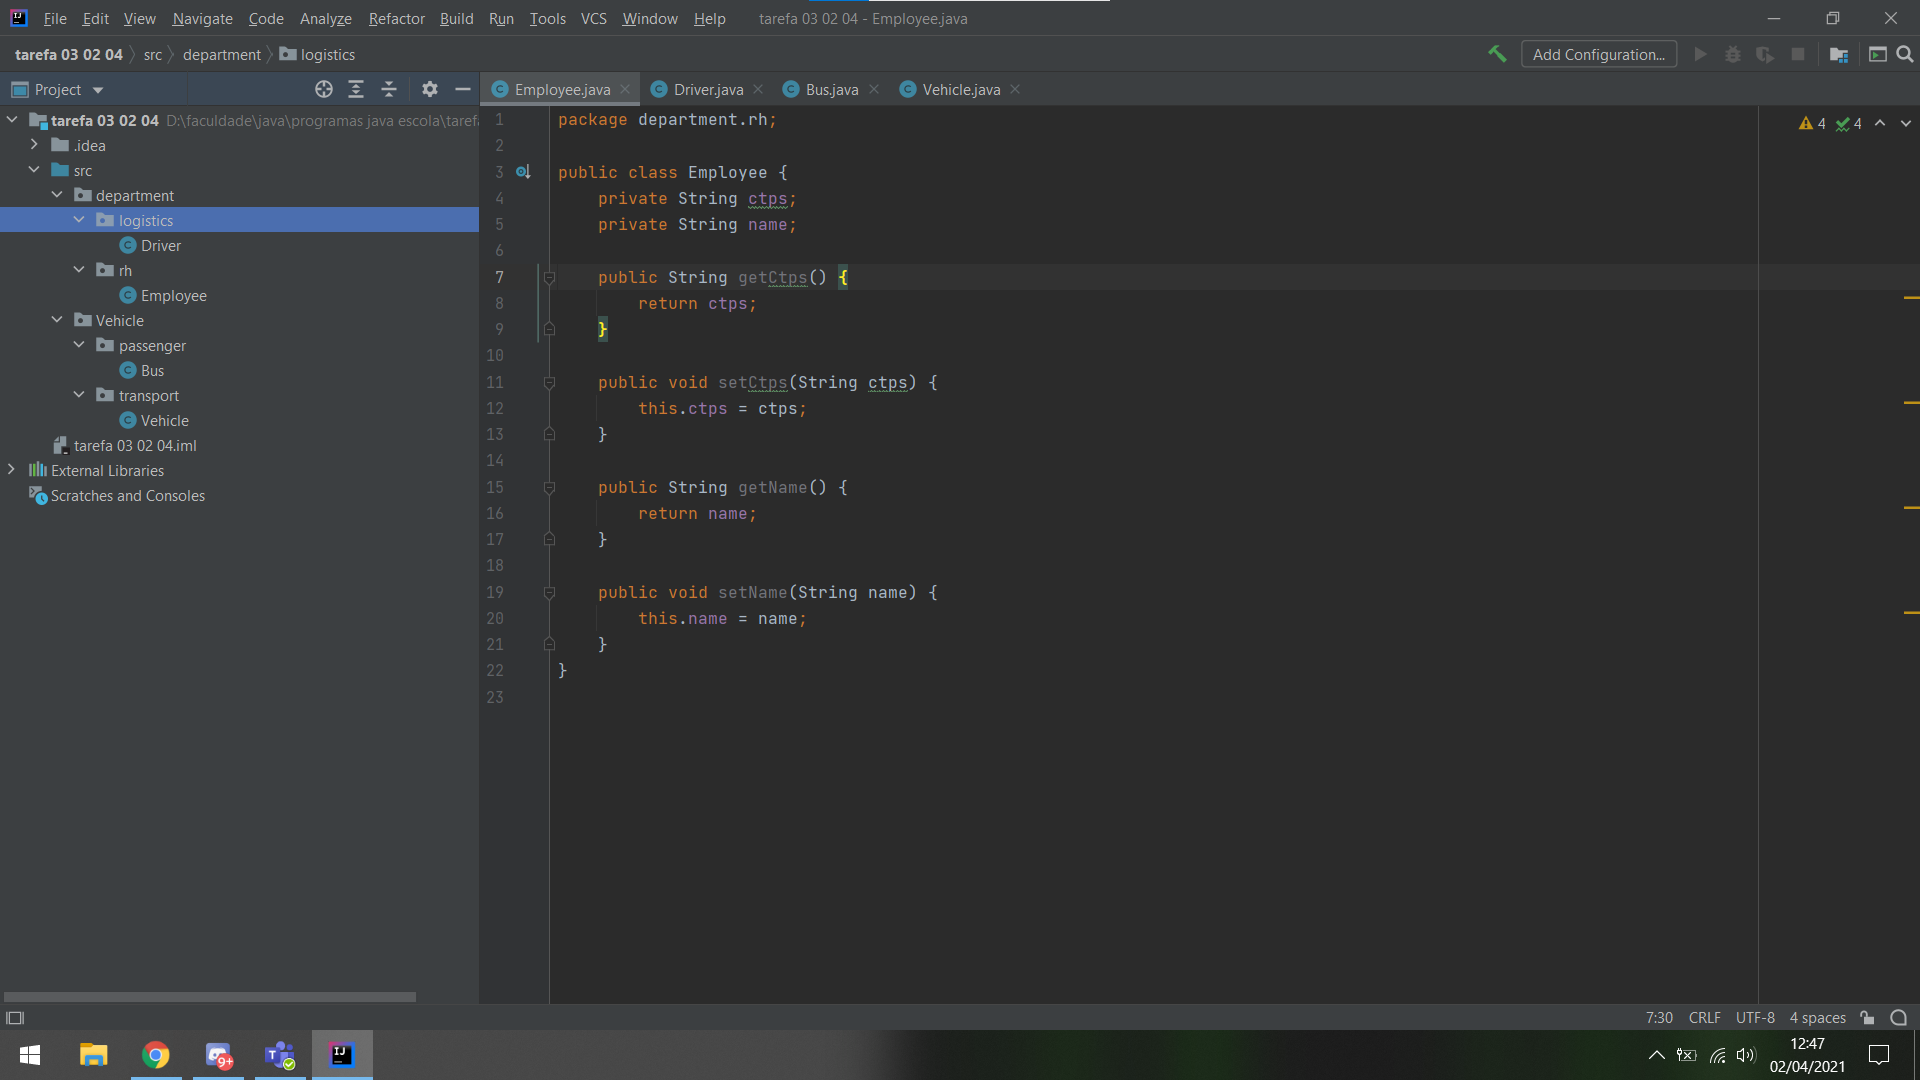 File Edit View Navigate Code Analyze Refactor Build Run Tools VCS Window Help tarefa 03 02 04 - Employee.java
tarefa 03 02 04 src department logistics Add Configuration...
Project
Employee.java Driver.java Bus.java Vehicle.java
tarefa 03 02 04 D:\faculdade\java\programas java escola\taref
.idea
src
department
logistics
Driver
rh
Employee
Vehicle
passenger
Bus
transport
Vehicle
tarefa 03 02 04.iml
External Libraries
Scratches and Consoles
4 4
1 package department.rh;
2
3 public class Employee {
4 private String ctps;
5 private String name;
6
7 public String getCtps() {
8 return ctps;
9 }
10
11 public void setCtps(String ctps) {
12 this.ctps = ctps;
13 }
14
15 public String getName() {
16 return name;
17 }
18
19 public void setName(String name) {
20 this.name = name;
21 }
22 }
23
7:30 CRLF UTF-8 4 spaces
9+
T
IJ
12:47
02/04/2021